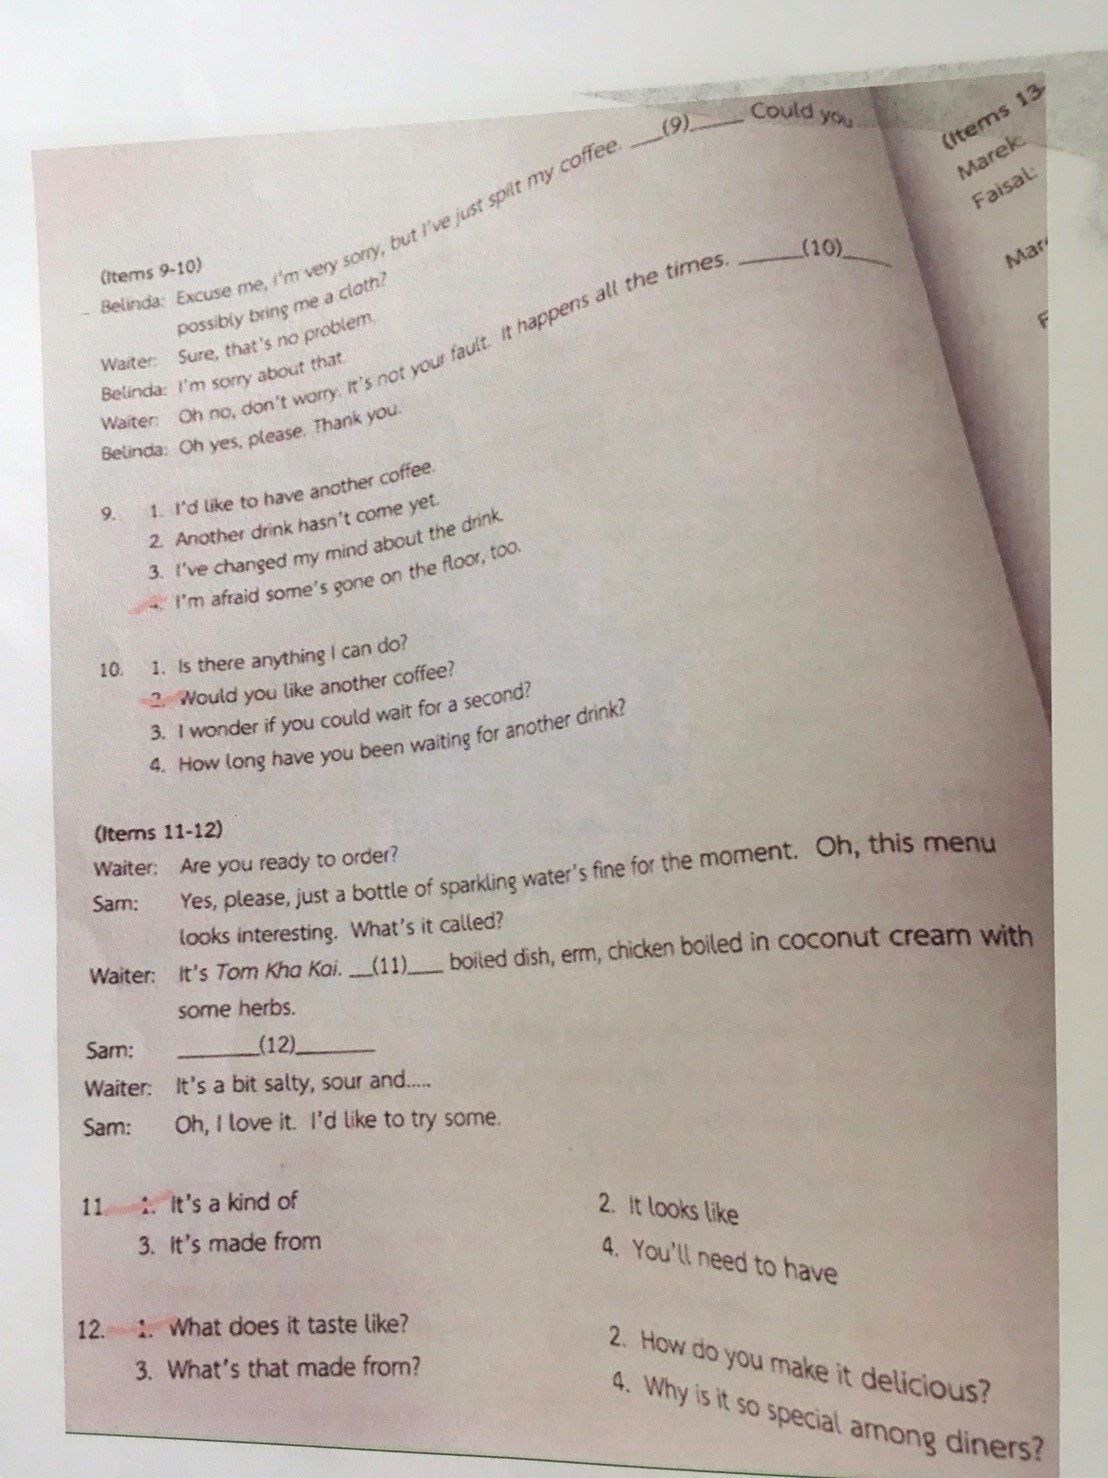 (Items 9-10)
Belinda: Excuse me, I'm very sorry, but I've just spilt my coffee. ___(9)____ Could you
possibly bring me a cloth?
Waiter: Sure, that's no problem.
Belinda: I'm sorry about that.
Waiter: Oh no, don't worry. It's not your fault. It happens all the times. _____(10)____
Belinda: Oh yes, please. Thank you.
9. 1. I'd like to have another coffee.
2. Another drink hasn't come yet.
3. I've changed my mind about the drink.
I'm afraid some's gone on the floor, too.
10. 1. Is there anything I can do?
2. Would you like another coffee?
3. I wonder if you could wait for a second?
4. How long have you been waiting for another drink?
(Items 11-12)
Waiter: Are you ready to order?
Sam: Yes, please, just a bottle of sparkling water's fine for the moment. Oh, this menu
looks interesting. What's it called?
Waiter: It's Tom Kha Kai. __(11)___ boiled dish, erm, chicken boiled in coconut cream with
some herbs.
Sam: _______(12)_______
Waiter: It's a bit salty, sour and.....
Sam: Oh, I love it. I'd like to try some.
11 1. It's a kind of
2. It looks like
3. It's made from
4. You'll need to have
12. 1. What does it taste like?
2. How do you make it delicious?
3. What's that made from?
4. Why is it so special among diners?
(Items 13-
Marek:
Faisal: